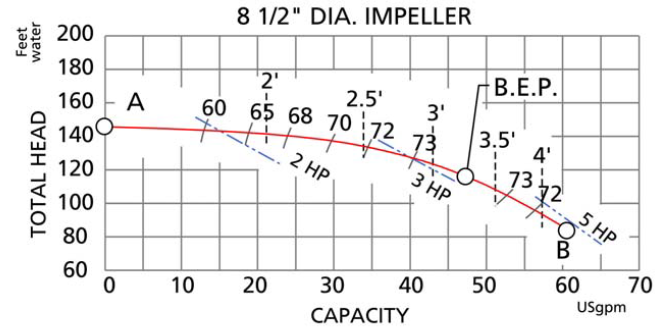 8 1/2" DIA. IMPELLER
Feet
water
200
180
160
140
120
100
80
60
TOTAL HEAD
A
60
65
2'
68
70
2.5'
72
73
3'
B.E.P.
3.5'
73
4'
72
2 HP
3 HP
5 HP
B
0 10 20 30 40 50 60 70
CAPACITY
USgpm